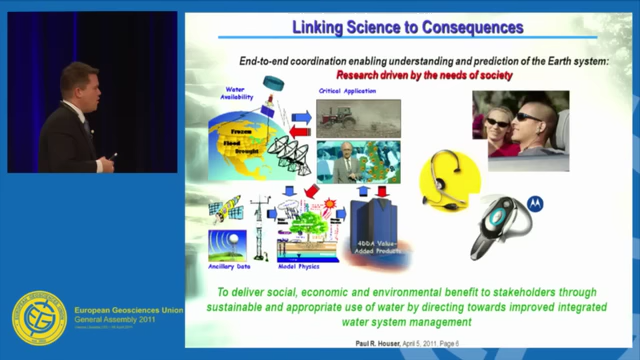 Linking Science to Consequences
End-to-end coordination enabling understanding and prediction of the Earth system:
Research driven by the needs of society
Water
Availability
Critical Application
Frozen
Flood
Drought
4DDA Value-
Added Products
Ancillary Data
Model Physics
MOTOROLA
To deliver social, economic and environmental benefit to stakeholders through
sustainable and appropriate use of water by directing towards improved integrated
water system management
Paul R. Houser, April 5, 2011. Page 6
European Geosciences Union
General Assembly 2011